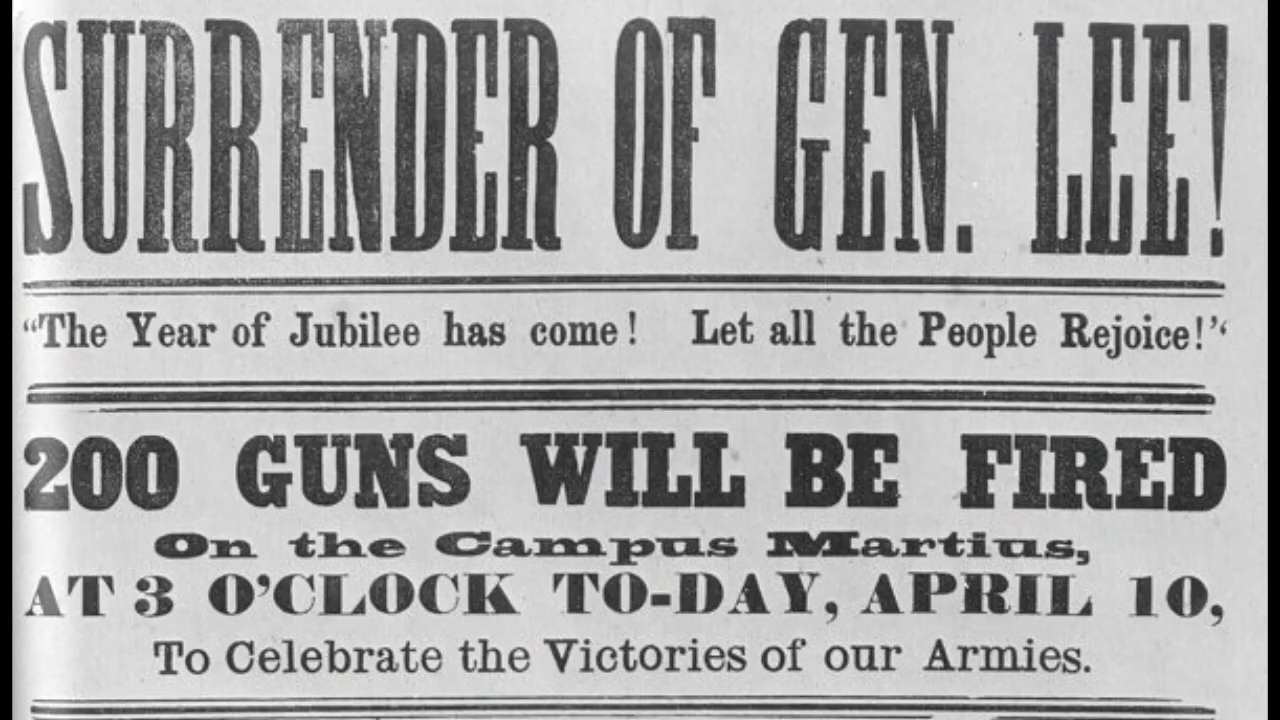 SURRENDER OF GEN. LEE!
“The Year of Jubilee has come! Let all the People Rejoice!”
200 GUNS WILL BE FIRED
On the Campus Martius,
AT 3 O’CLOCK TO-DAY, APRIL 10,
To Celebrate the Victories of our Armies.